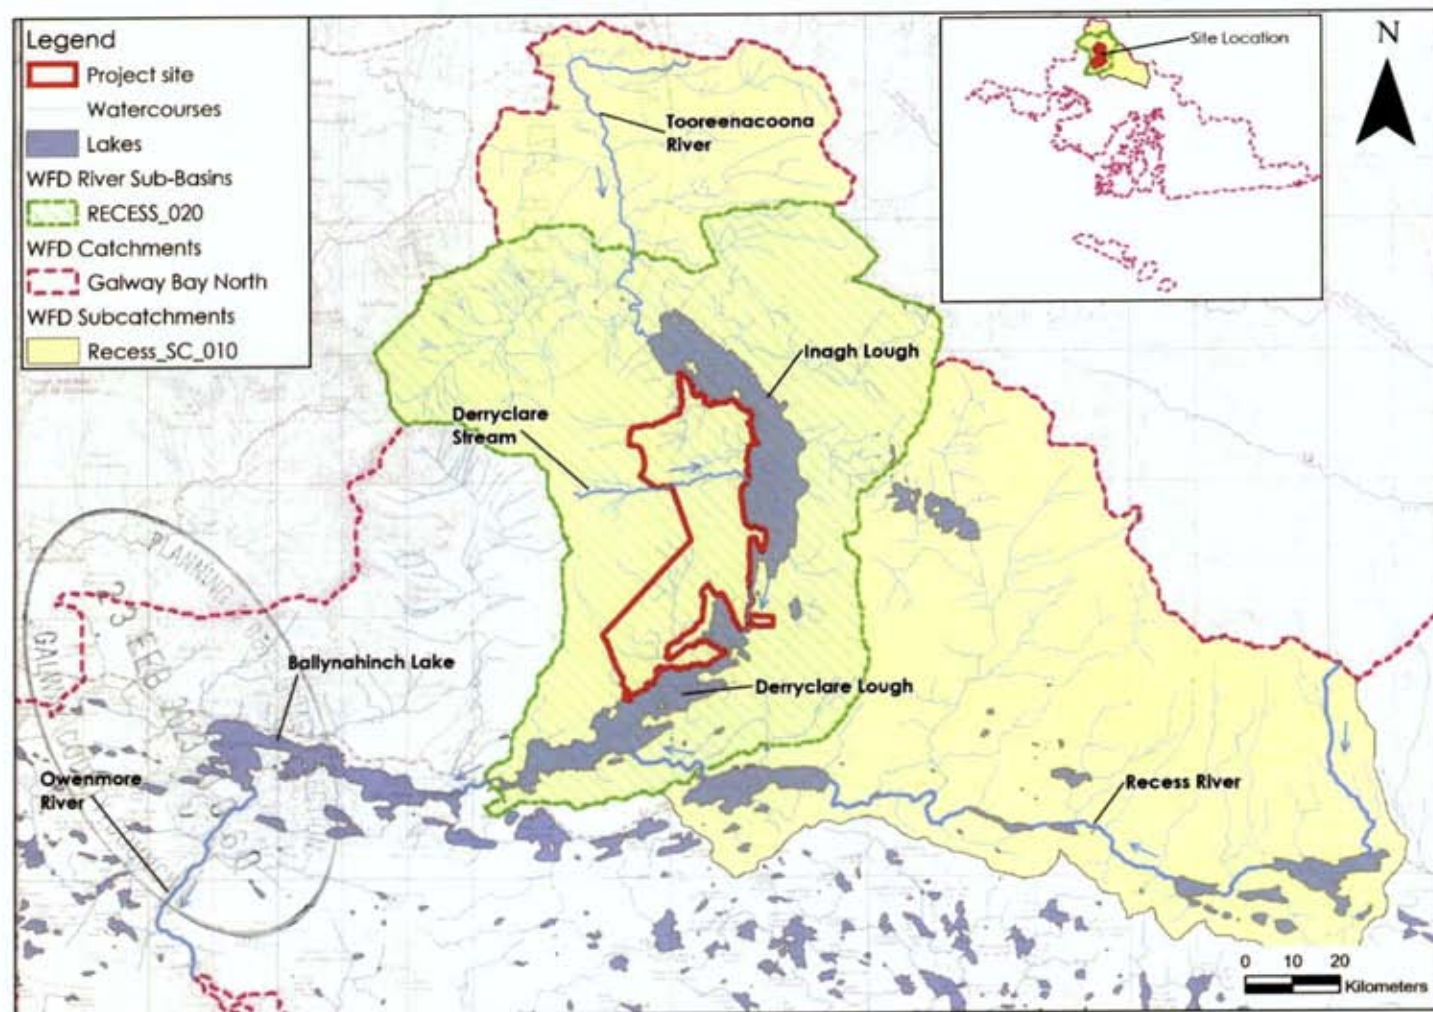 Legend
Project site
Watercourses
Lakes
WFD River Sub-Basins
RECESS_020
WFD Catchments
Galway Bay North
WFD Subcatchments
Recess_SC_010
Site Location
N
Tooreenacoona
River
Inagh Lough
Derryclare
Stream
Ballynahinch Lake
Derryclare Lough
Owenmore
River
Recess River
PLANNING
23 FEB
0 10 20
Kilometers